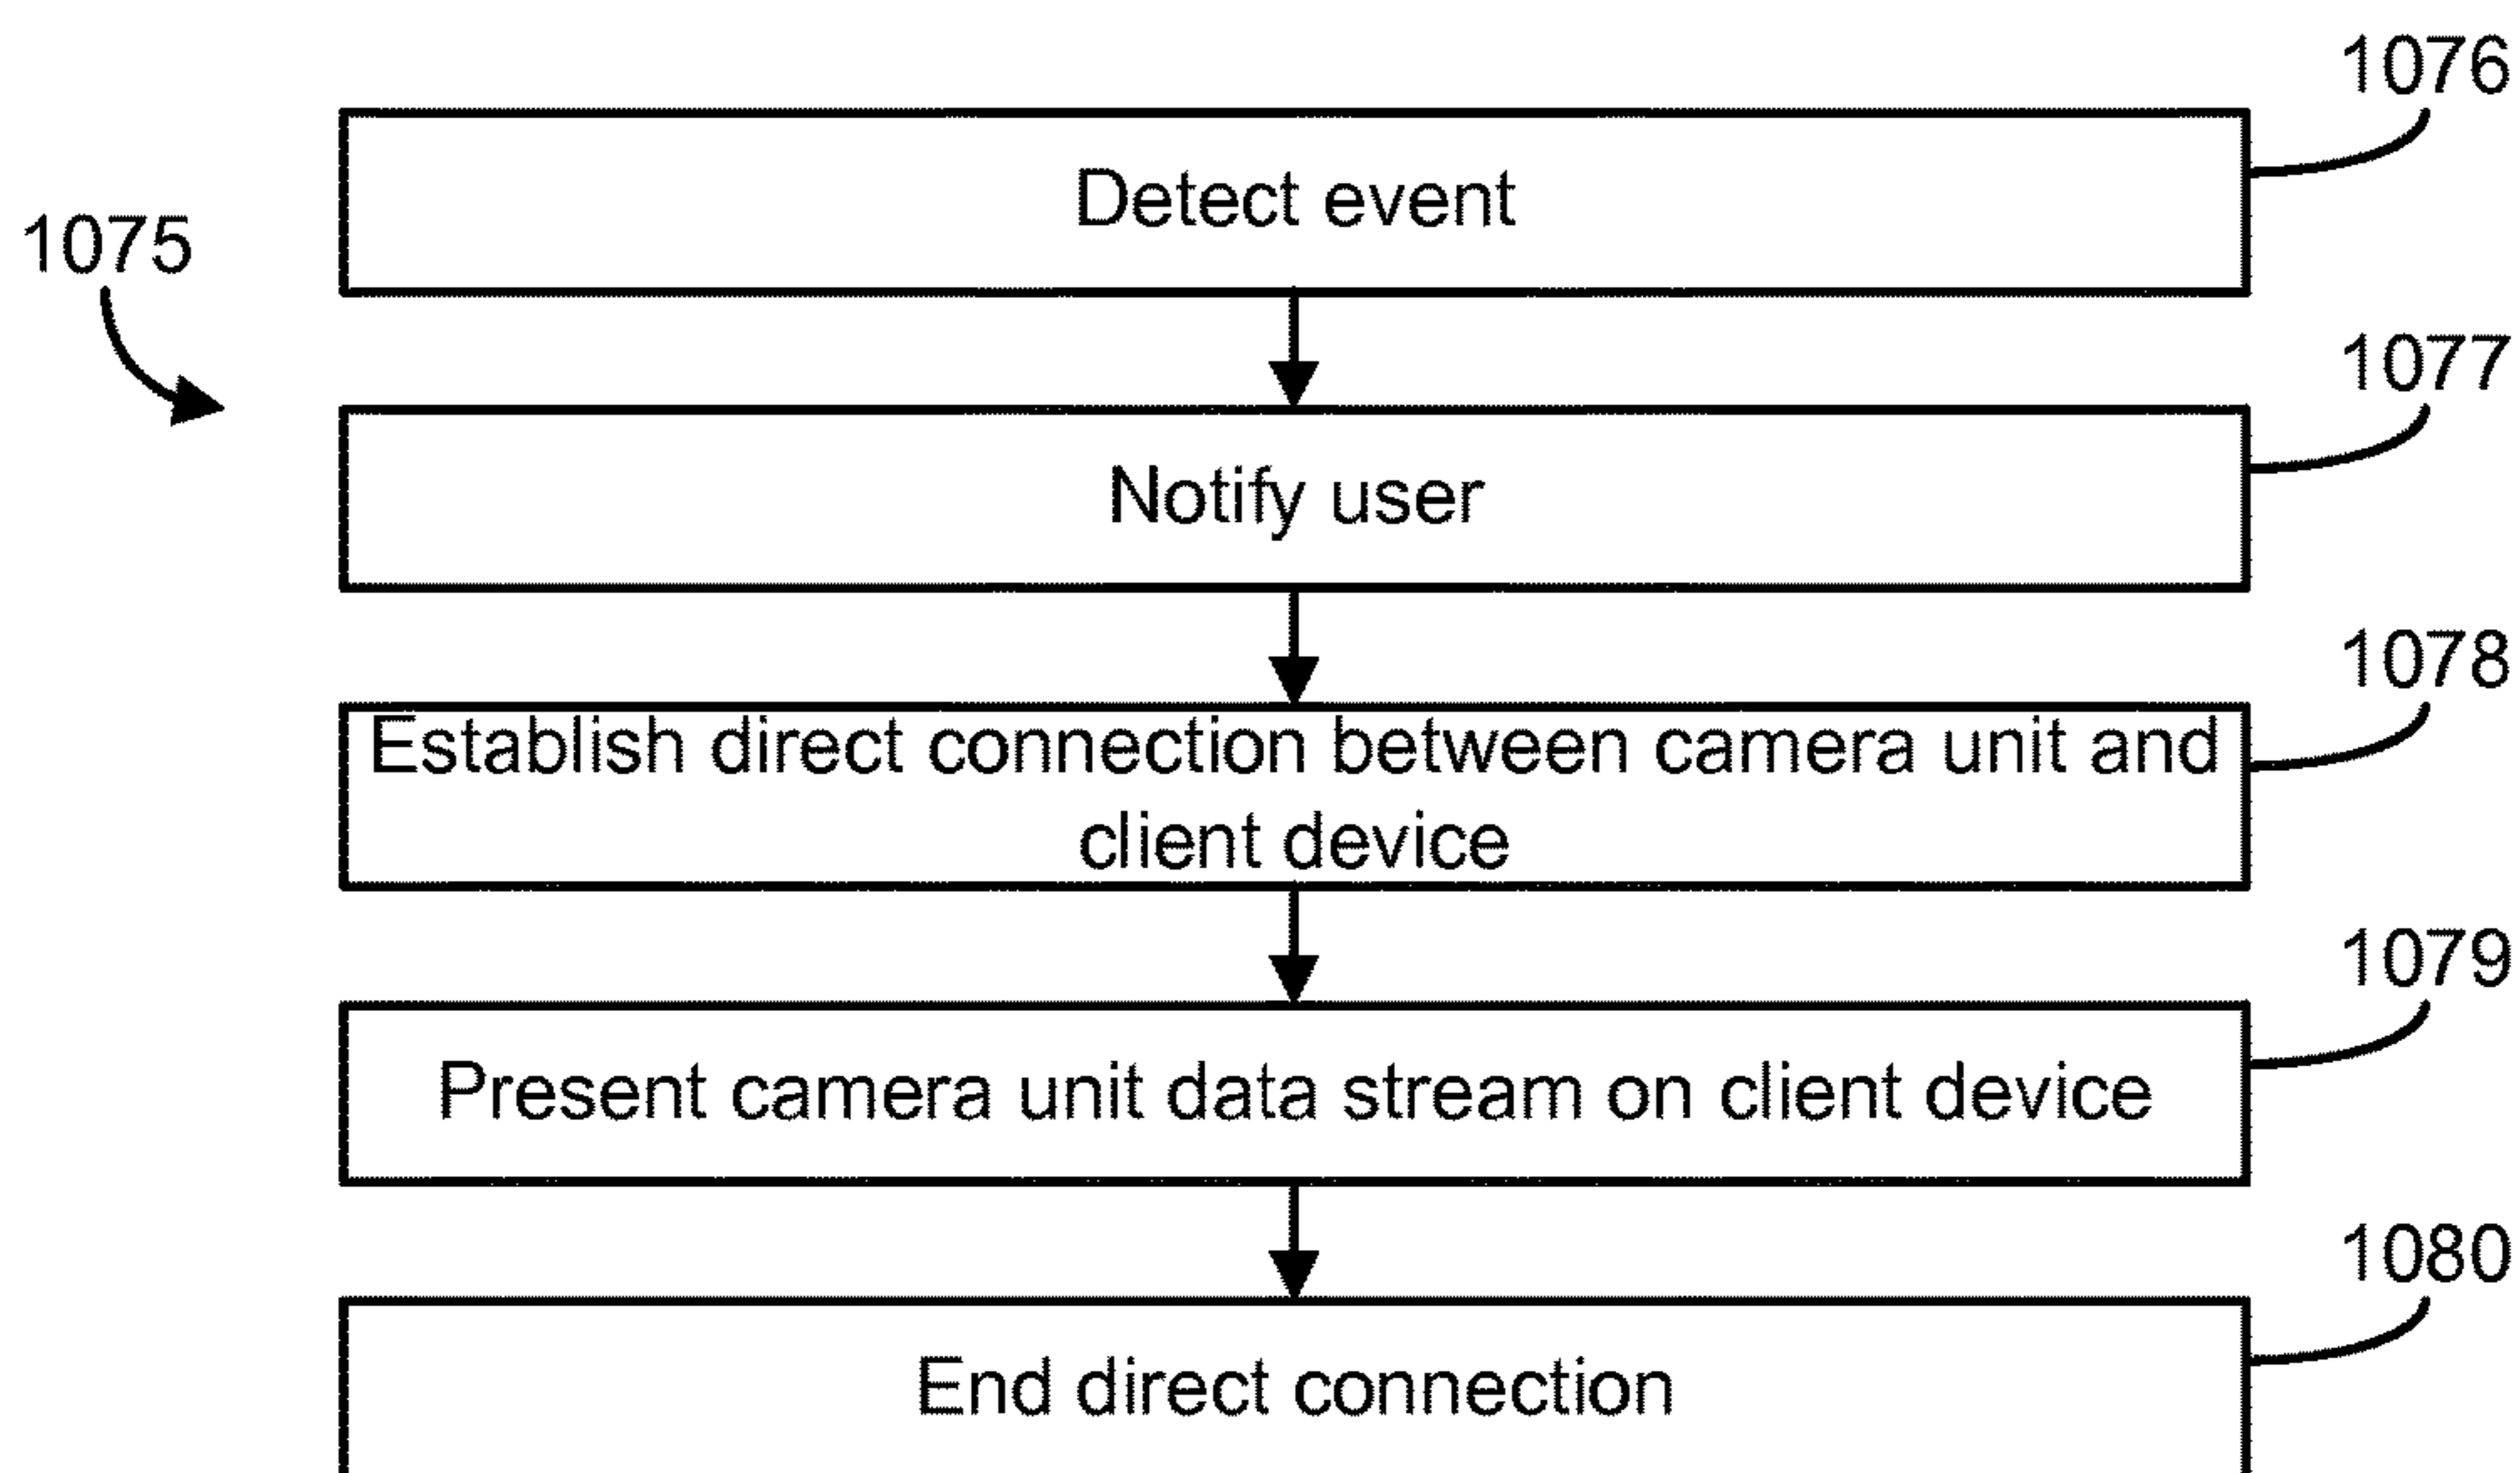 1076
Detect event
1075
1077
Notify user
1078
Establish direct connection between camera unit and
client device
1079
Present camera unit data stream on client device
1080
End direct connection